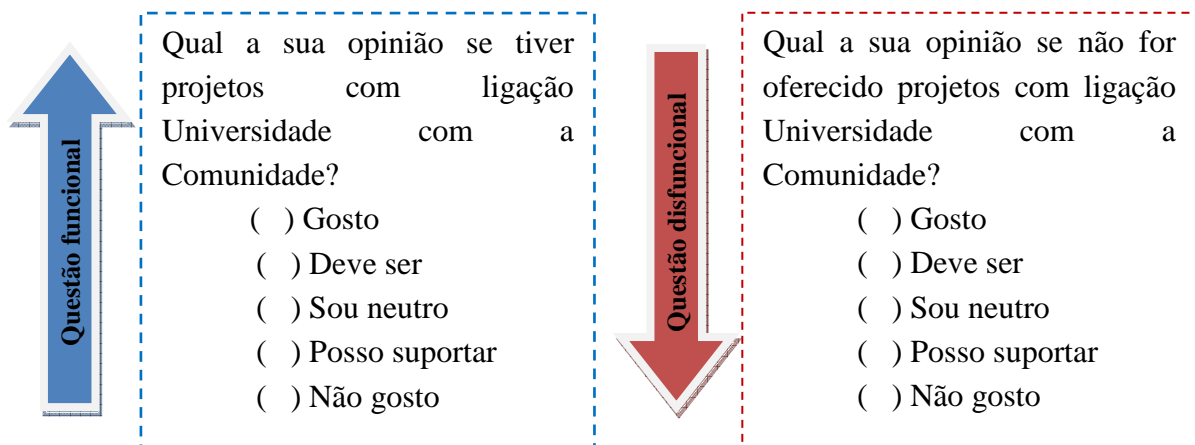 Questão funcional
Qual a sua opinião se tiver
projetos com ligação
Universidade com a
Comunidade?
( ) Gosto
( ) Deve ser
( ) Sou neutro
( ) Posso suportar
( ) Não gosto
Questão disfuncional
Qual a sua opinião se não for
oferecido projetos com ligação
Universidade com a
Comunidade?
( ) Gosto
( ) Deve ser
( ) Sou neutro
( ) Posso suportar
( ) Não gosto